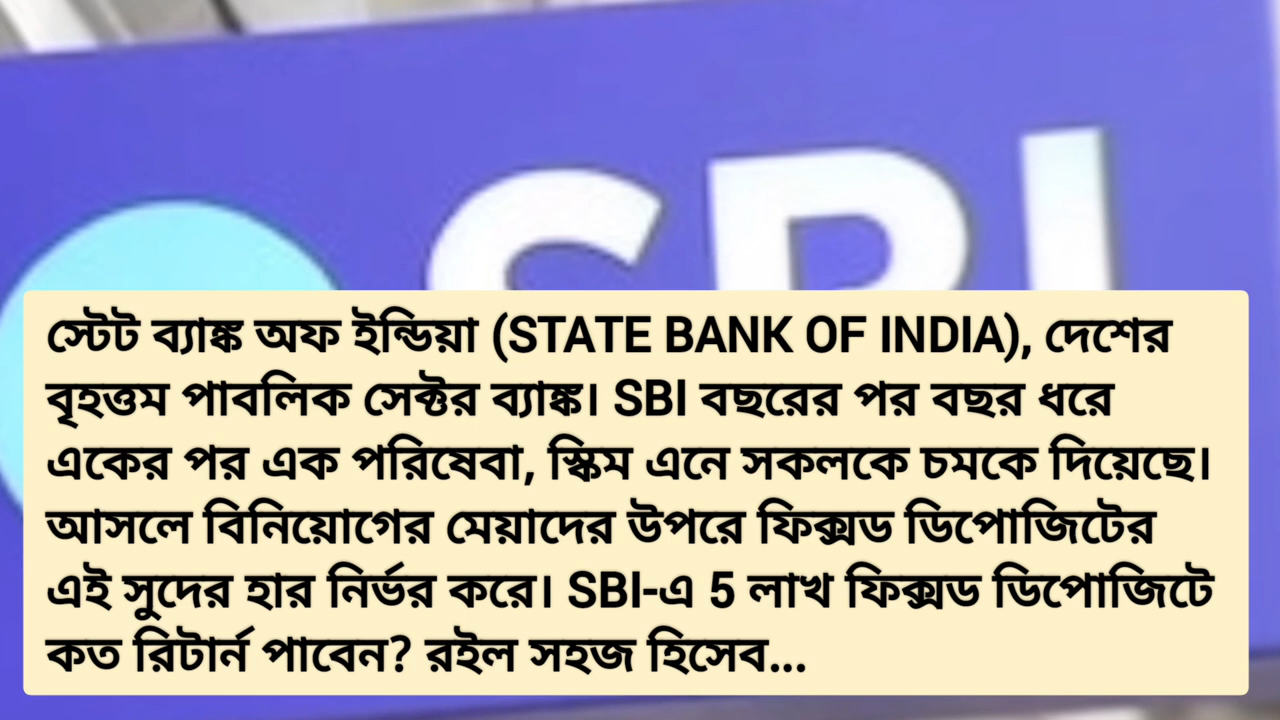 SBI
স্টেট ব্যাঙ্ক অফ ইন্ডিয়া (STATE BANK OF INDIA), দেশের
বৃহত্তম পাবলিক সেক্টর ব্যাঙ্ক। SBI বছরের পর বছর ধরে
একের পর এক পরিষেবা, স্কিম এনে সকলকে চমকে দিয়েছে।
আসলে বিনিয়োগের মেয়াদের উপরে ফিক্সড ডিপোজিটের
এই সুদের হার নির্ভর করে। SBI-এ 5 লাখ ফিক্সড ডিপোজিটে
কত রিটার্ন পাবেন? রইল সহজ হিসেব...